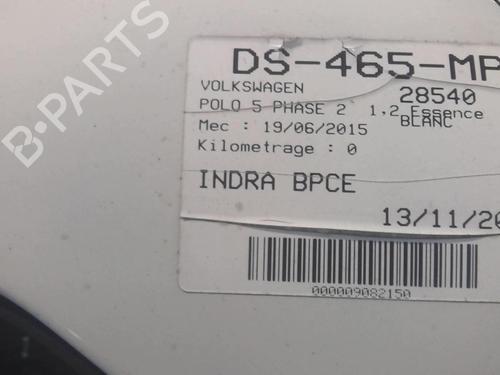 B-PARTS
DS-465-MP
VOLKSWAGEN 28540
POLO 5 PHASE 2 1.2 Essence
BLANC
Mec : 19/06/2015
Kilometrage : 0
INDRA BPCE
13/11/20
0000009082150